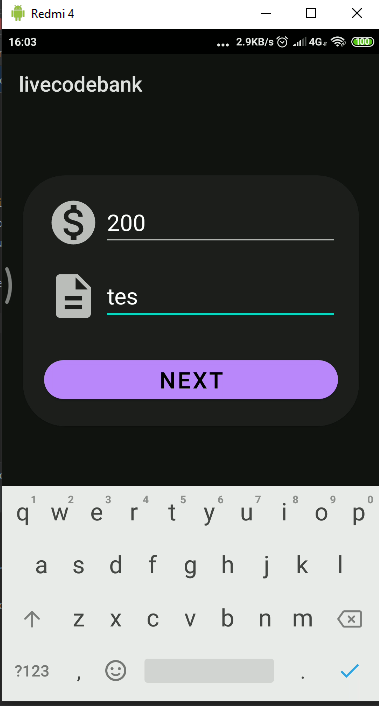 Redmi 4
16:03 ... 2.9KB/s 4G 100
livecodebank
$ 200
tes
NEXT
1 2 3 4 5 6 7 8 9 0
q w e r t y u i o p
a s d f g h j k l
z x c v b n m
?123 , .